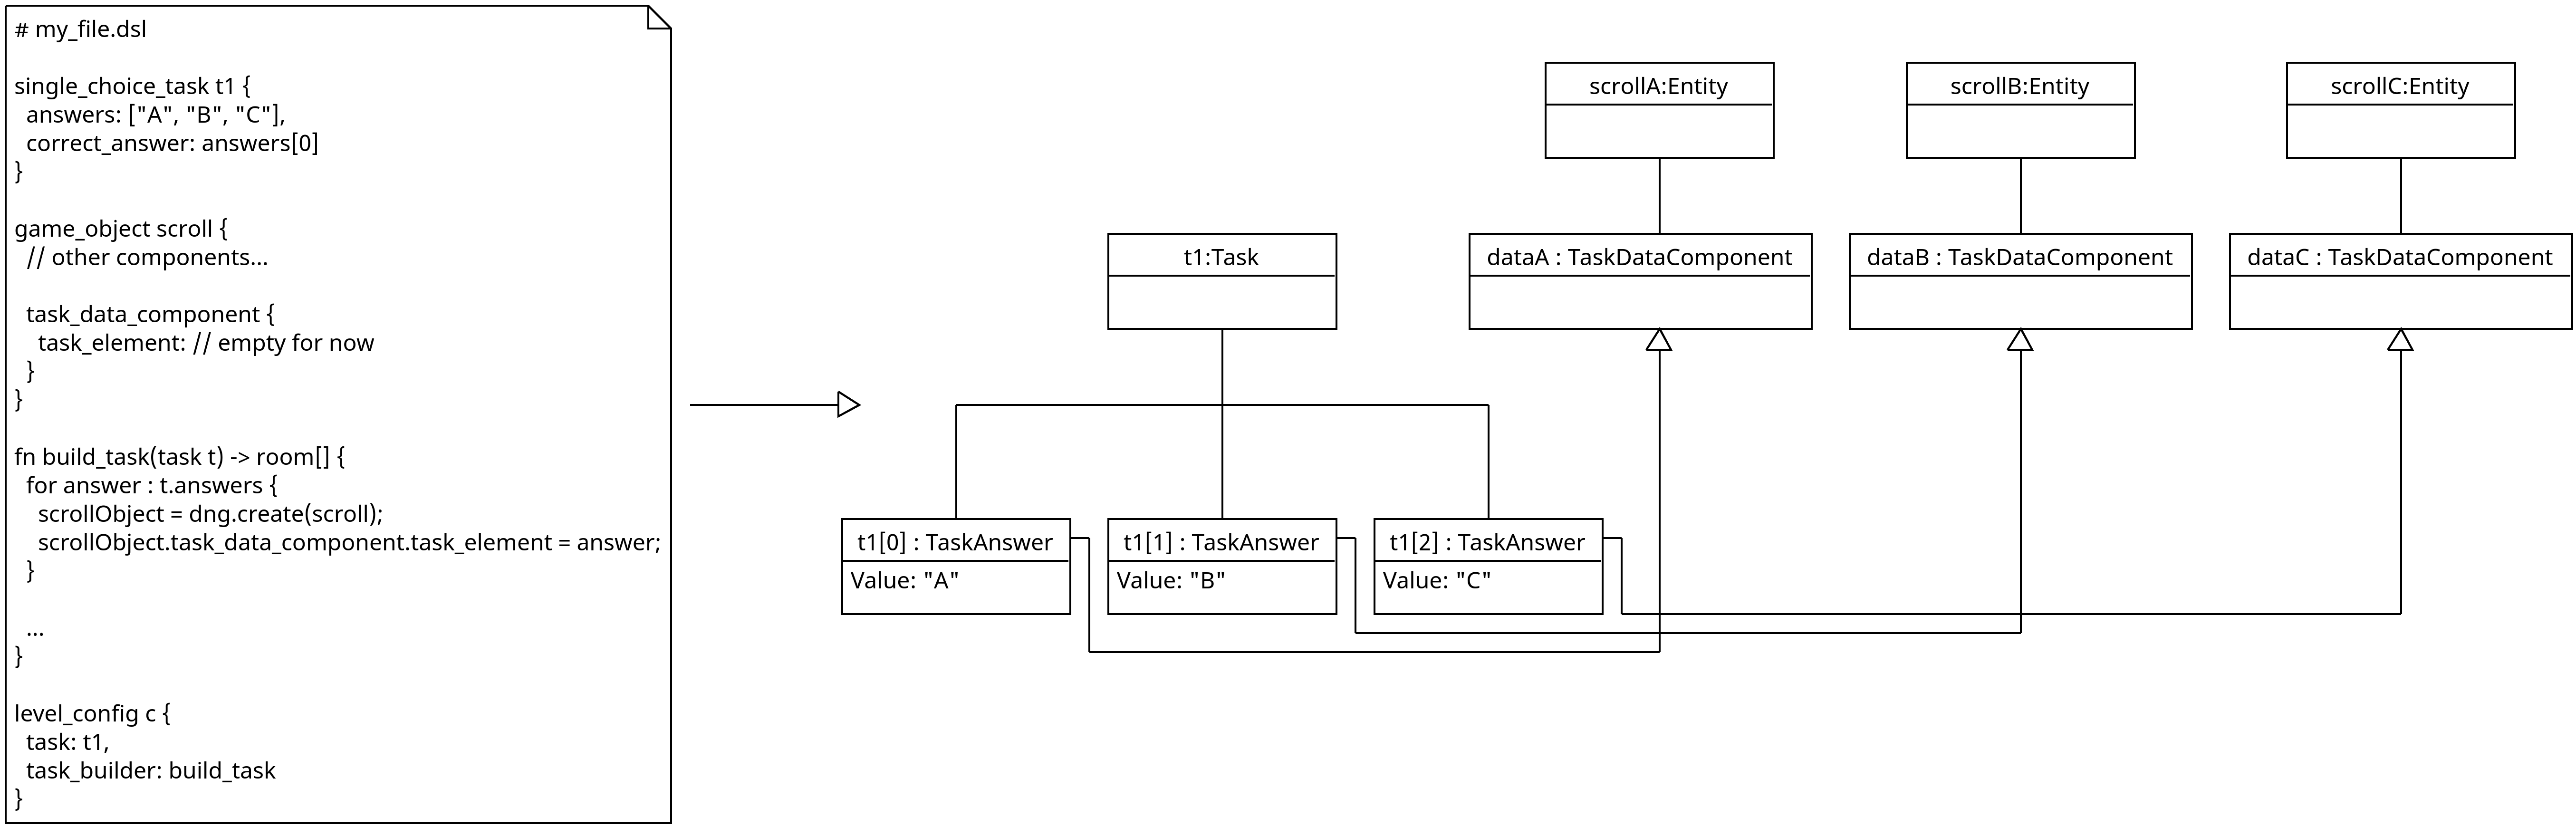 # my_file.dsl
single_choice_task t1 {
answers: ["A", "B", "C"],
correct_answer: answers[0]
}
game_object scroll {
// other components...
task_data_component {
task_element: // empty for now
}
}
fn build_task(task t) -> room[] {
for answer : t.answers {
scrollObject = dng.create(scroll);
scrollObject.task_data_component.task_element = answer;
}
...
}
level_config c {
task: t1,
task_builder: build_task
}
scrollA:Entity
scrollB:Entity
scrollC:Entity
t1:Task
dataA : TaskDataComponent
dataB : TaskDataComponent
dataC : TaskDataComponent
t1[0] : TaskAnswer
Value: "A"
t1[1] : TaskAnswer
Value: "B"
t1[2] : TaskAnswer
Value: "C"